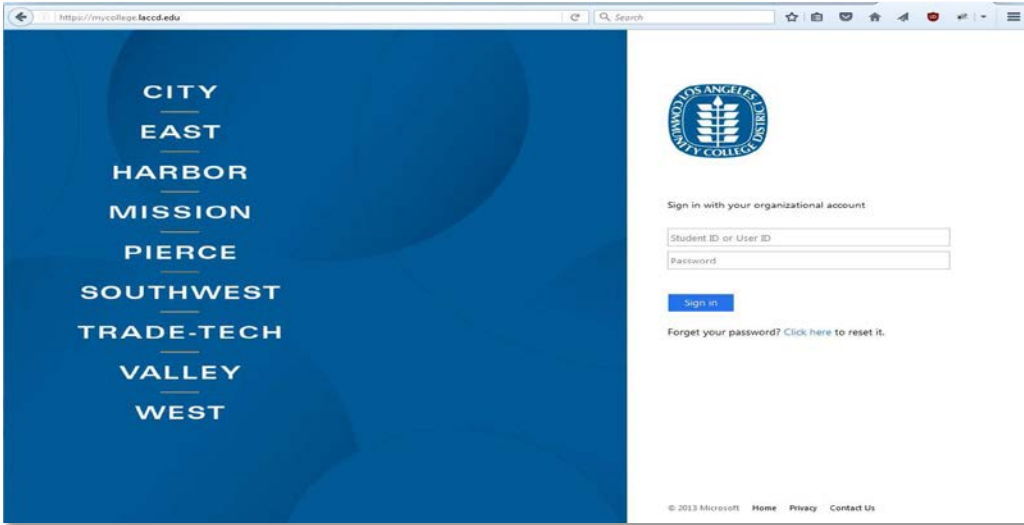 https://mycollege.laccd.edu
Search
CITY
EAST
HARBOR
MISSION
PIERCE
SOUTHWEST
TRADE-TECH
VALLEY
WEST
LOS ANGELES COMMUNITY COLLEGE DISTRICT
Sign in with your organizational account
Student ID or User ID
Password
Sign in
Forget your password? Click here to reset it.
© 2013 Microsoft Home Privacy Contact Us